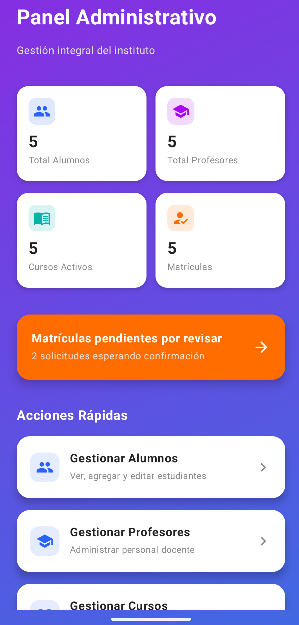 Panel Administrativo
Gestión integral del instituto
5
Total Alumnos
5
Total Profesores
5
Cursos Activos
5
Matrículas
Matrículas pendientes por revisar
2 solicitudes esperando confirmación
Acciones Rápidas
Gestionar Alumnos
Ver, agregar y editar estudiantes
Gestionar Profesores
Administrar personal docente
Gestionar Cursos